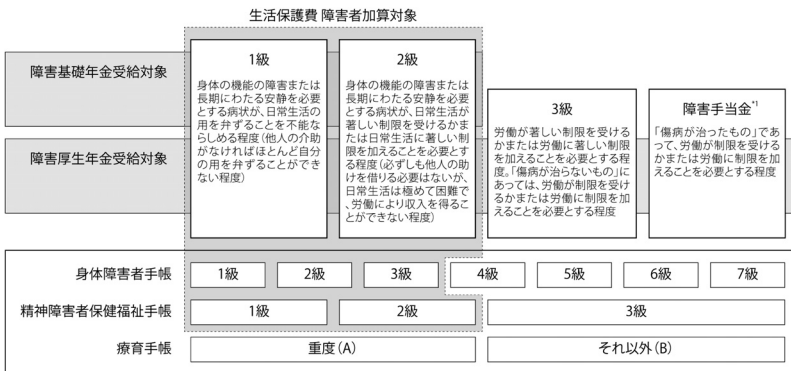 生活保護費 障害者加算対象
障害基礎年金受給対象
障害厚生年金受給対象
1級
身体の機能の障害または
長期にわたる安静を必要
とする病状が、日常生活の
用を弁ずることを不能な
らしめる程度(他人の介助
がなければほとんど自分
の用を弁ずることができ
ない程度)
2級
身体の機能の障害または
長期にわたる安静を必要
とする病状が、日常生活が
著しい制限を受けるかま
たは日常生活に著しい制
限を加えることを必要とす
る程度(必ずしも他人の助
けを借りる必要はないが、
日常生活は極めて困難で
、労働により収入を得るこ
とができない程度)
3級
労働が著しい制限を受ける
かまたは労働に著しい制限
を加えることを必要とする程
度。「傷病が治らないもの」に
あっては、労働が制限を受け
るかまたは労働に制限を加
えることを必要とする程度
障害手当金*1
「傷病が治ったもの」であ
って、労働が制限を受ける
かまたは労働に制限を加
えることを必要とする程度
身体障害者手帳 1級 2級 3級 4級 5級 6級 7級
精神障害者保健福祉手帳 1級 2級 3級
療育手帳 重度(A) それ以外(B)